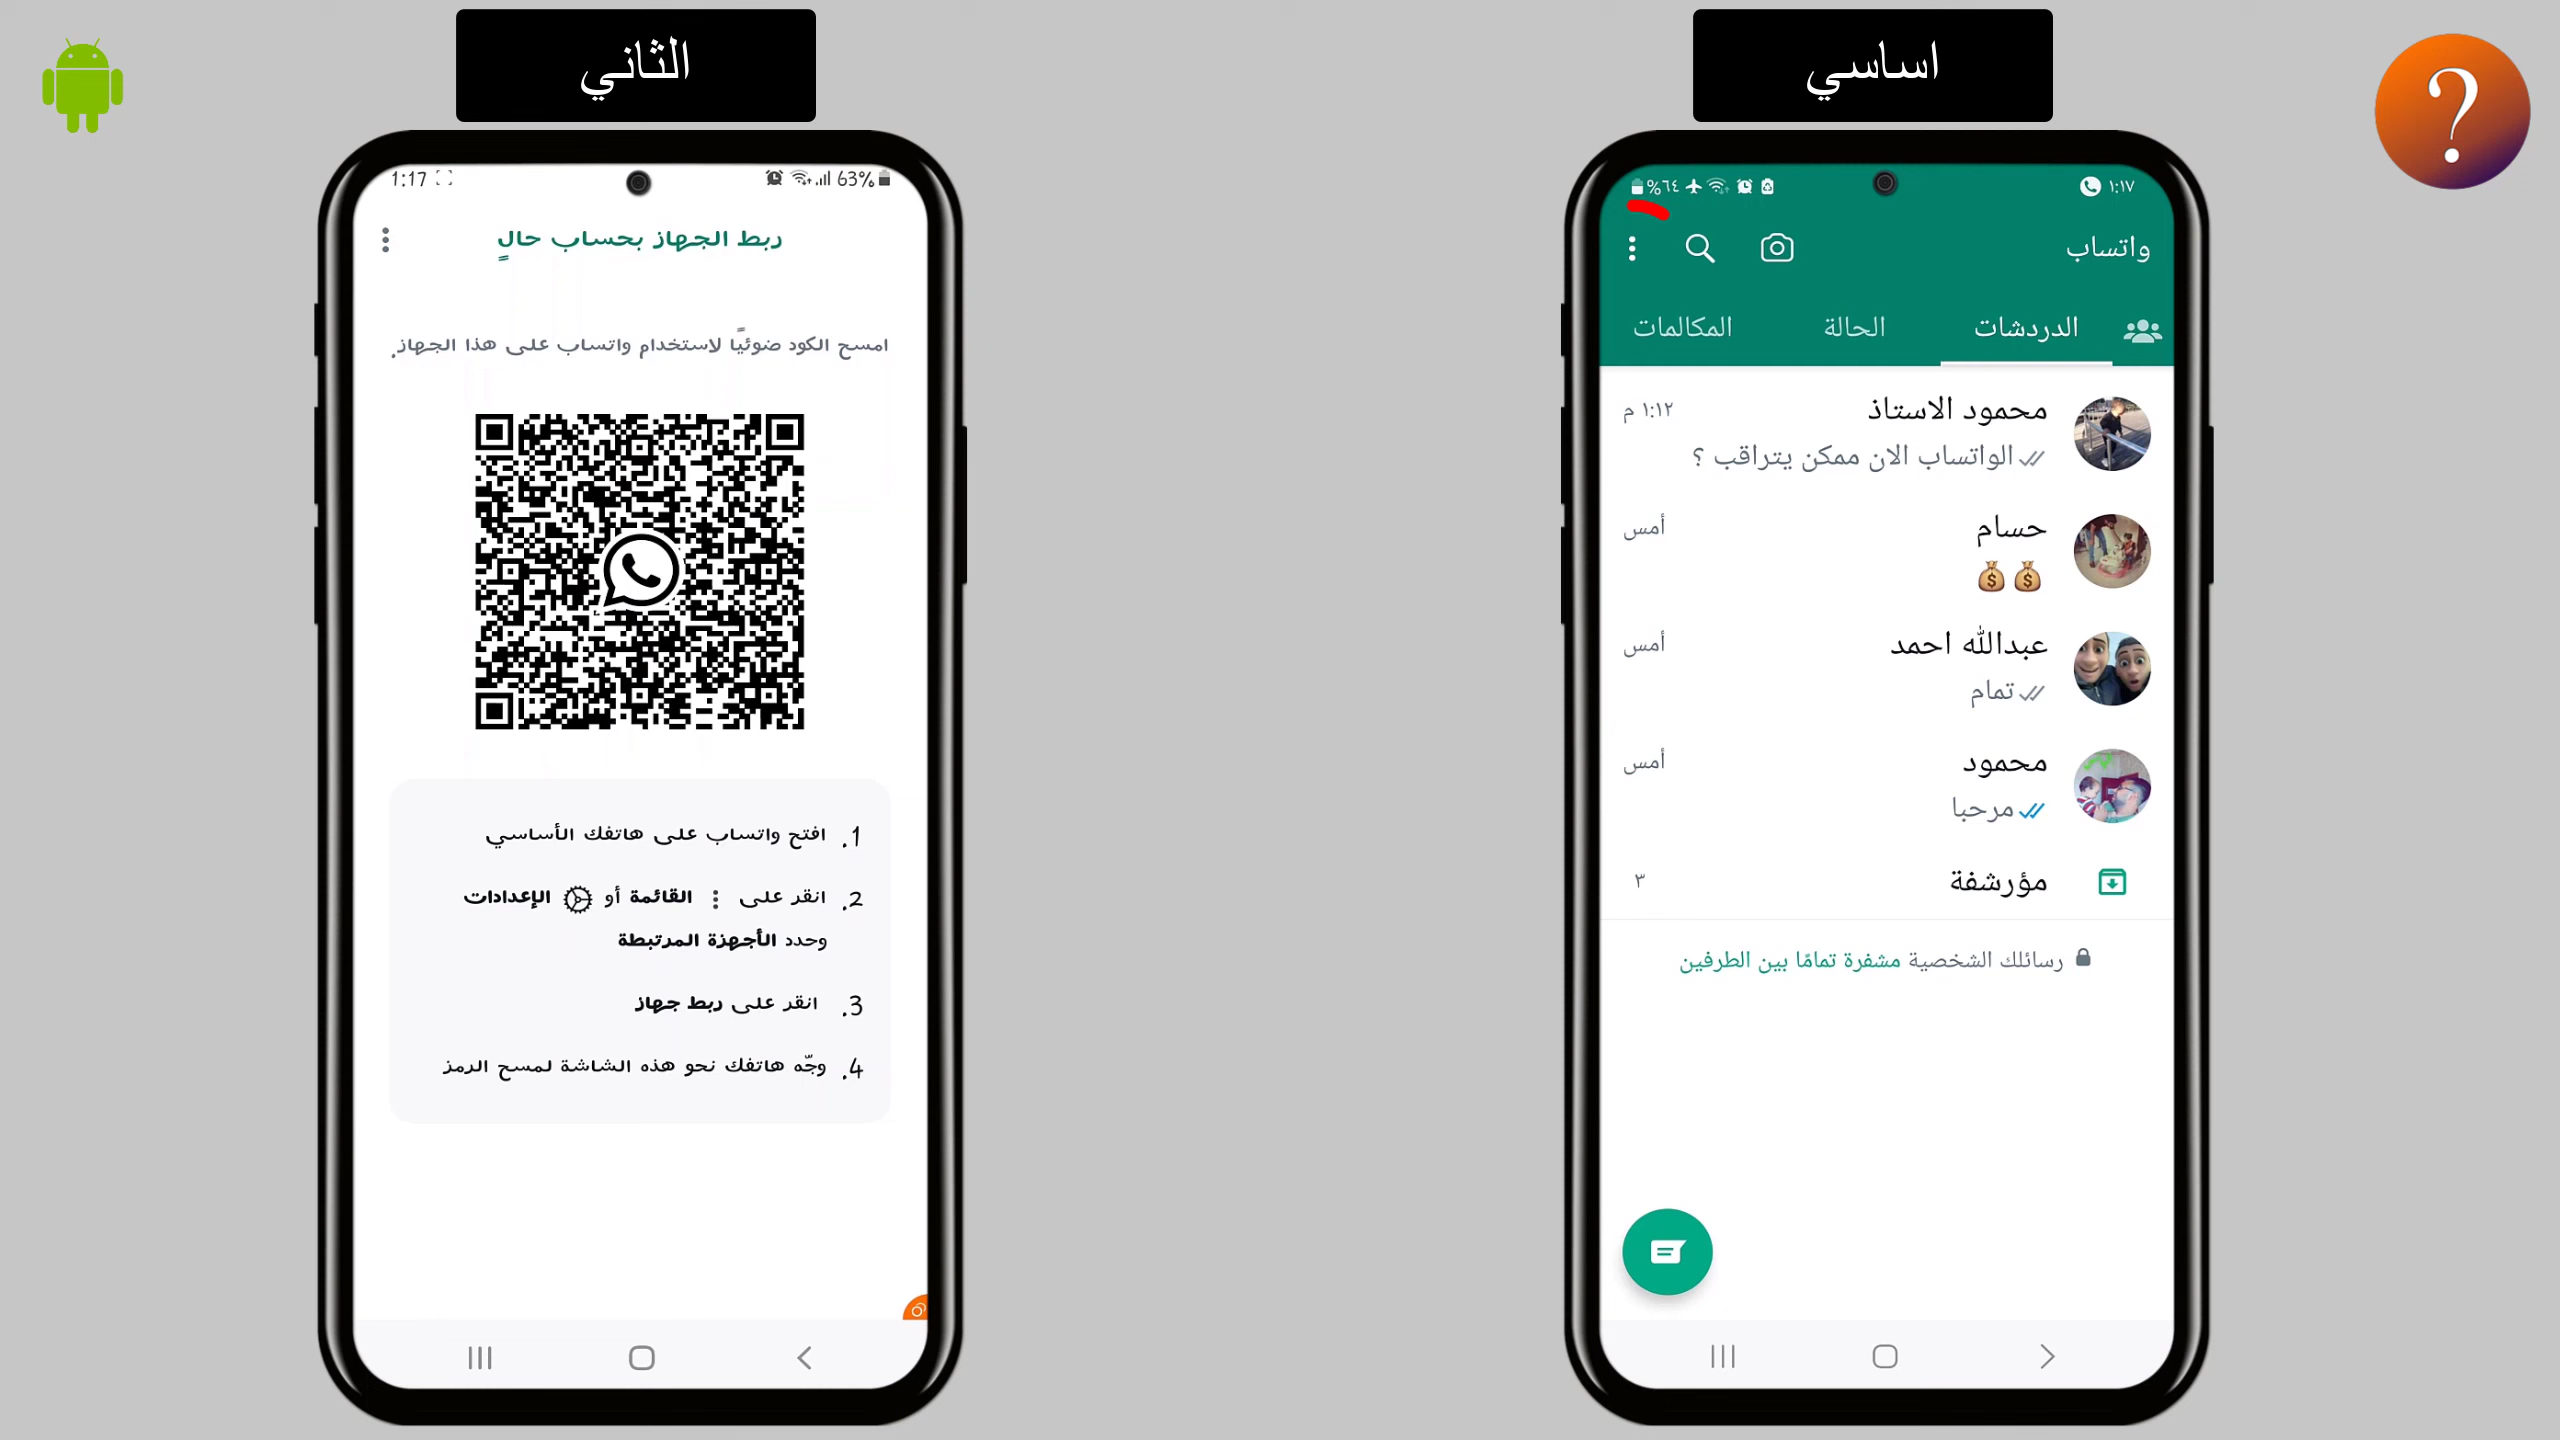 الثاني
اساسي
?
1:17
63%
ربط الجهاز بحساب حالٍ
امسح الكود ضوئيًا لاستخدام واتساب على هذا الجهاز.
1. افتح واتساب على هاتفك الأساسي
2. انقر على القائمة أو الإعدادات
وحدد الأجهزة المرتبطة
3. انقر على ربط جهاز
4. وجّه هاتفك نحو هذه الشاشة لمسح الرمز
١:١٧
%٦٤
واتساب
الدردشات
الحالة
المكالمات
محمود الاستاذ
١:١٢ م
الواتساب الان ممكن يتراقب ؟
حسام
أمس
عبدالله احمد
أمس
تمام
محمود
أمس
مرحبا
مؤرشفة
٣
رسائلك الشخصية مشفرة تمامًا بين الطرفين